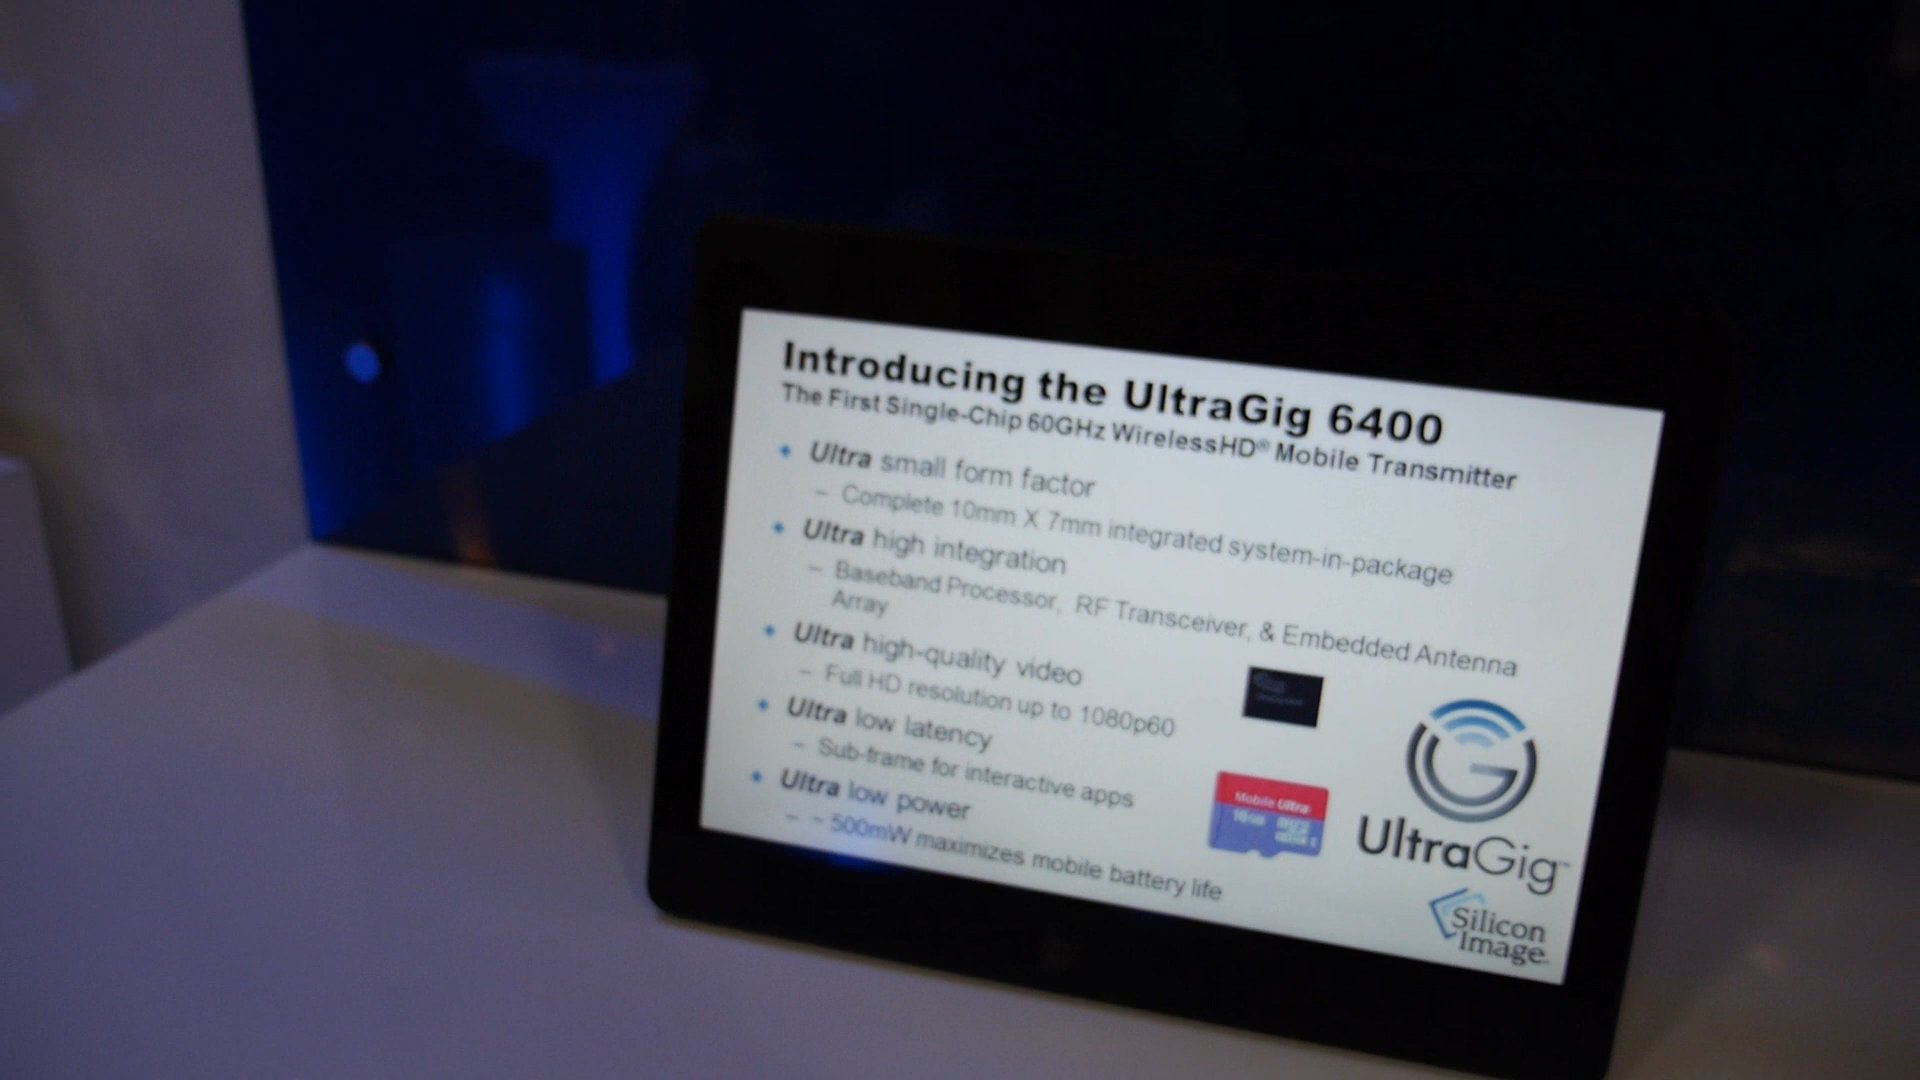 Introducing the UltraGig 6400
The First Single-Chip 60GHz WirelessHD® Mobile Transmitter
Ultra small form factor
– Complete 10mm X 7mm integrated system-in-package
Ultra high integration
– Baseband Processor, RF Transceiver, & Embedded Antenna
Array
Ultra high-quality video
– Full HD resolution up to 1080p60
Ultra low latency
– Sub-frame for interactive apps
Ultra low power
– ~ 500mW maximizes mobile battery life
Mobile Ultra
16GB
UltraGig™
Silicon
Image